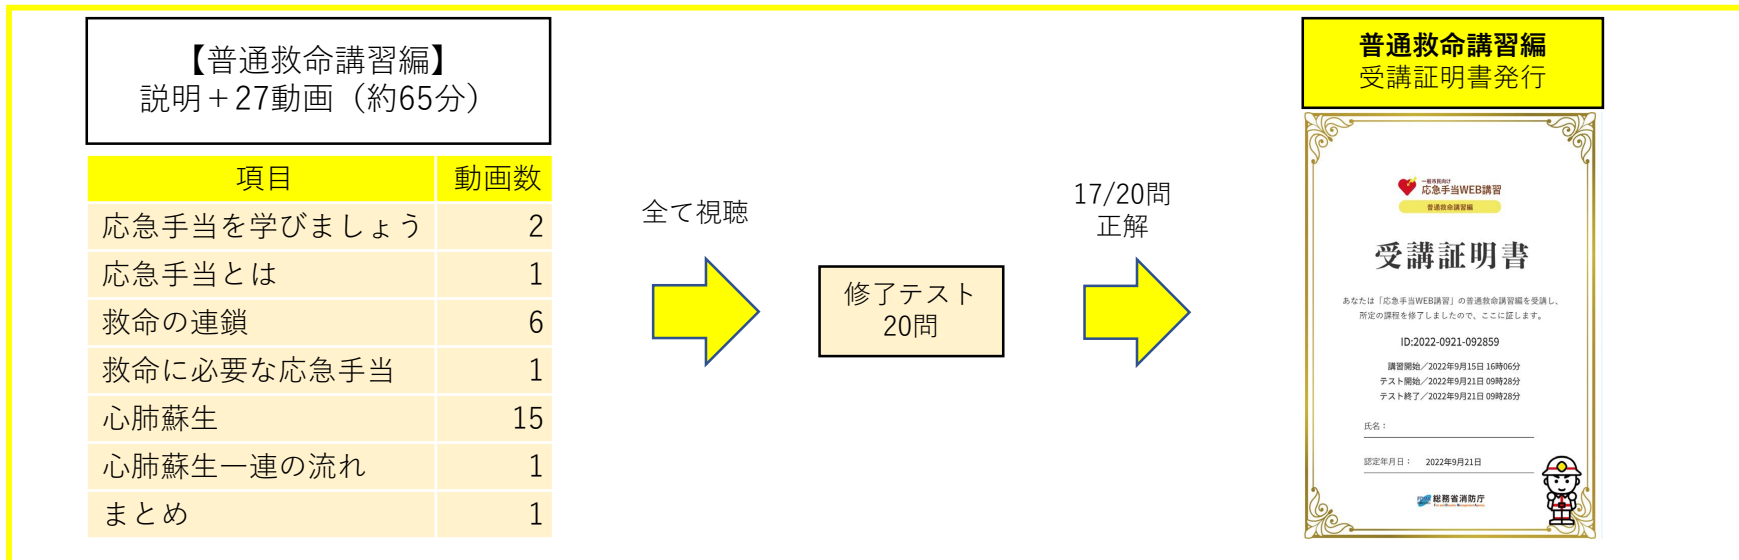 【普通救命講習編】
説明＋27動画（約65分）
項目 動画数
応急手当を学びましょう 2
応急手当とは 1
救命の連鎖 6
救命に必要な応急手当 1
心肺蘇生 15
心肺蘇生一連の流れ 1
まとめ 1
全て視聴
修了テスト
20問
17/20問
正解
普通救命講習編
受講証明書発行
一般市民向け
応急手当WEB講習
普通救命講習編
受講証明書
あなたは「応急手当WEB講習」の普通救命講習編を受講し、
所定の課程を修了しましたので、ここに証します。
ID:2022-0921-092859
講習開始／2022年9月15日 16時06分
テスト開始／2022年9月21日 09時28分
テスト終了／2022年9月21日 09時28分
氏名：
認定年月日： 2022年9月21日
総務省消防庁